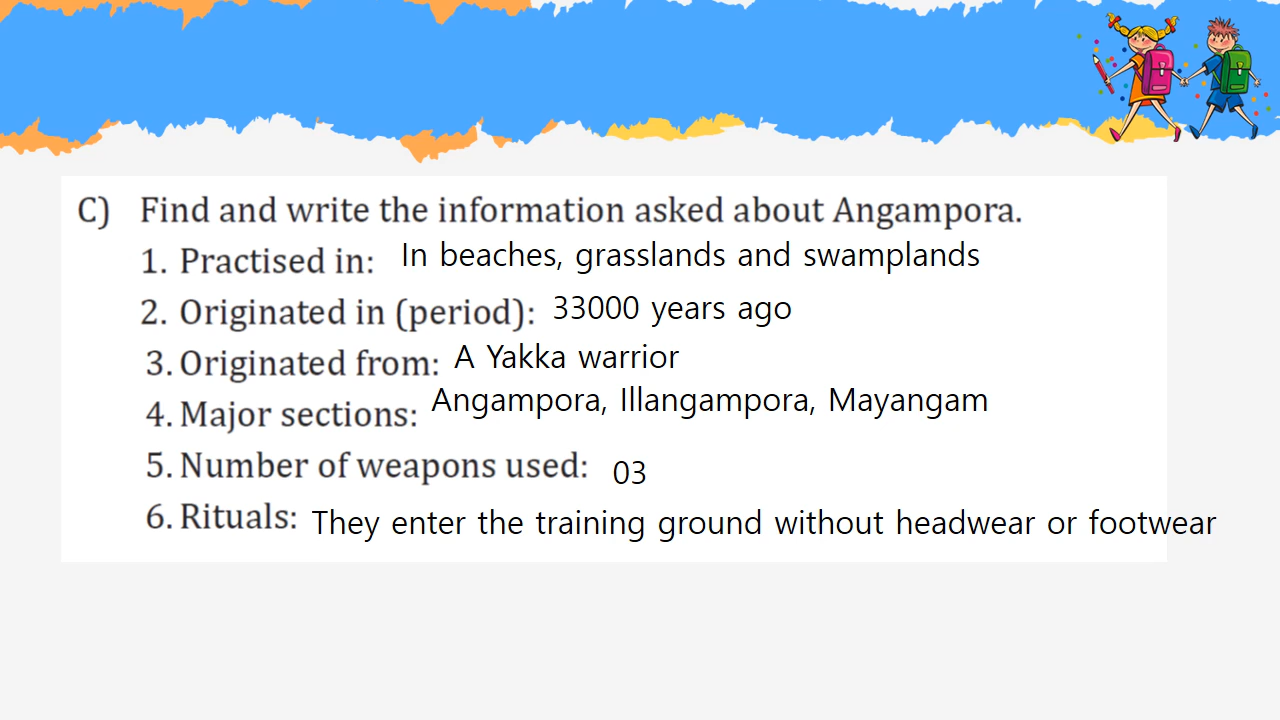 C) Find and write the information asked about Angampora.
1. Practised in: In beaches, grasslands and swamplands
2. Originated in (period): 33000 years ago
3. Originated from: A Yakka warrior
4. Major sections: Angampora, Illangampora, Mayangam
5. Number of weapons used: 03
6. Rituals: They enter the training ground without headwear or footwear